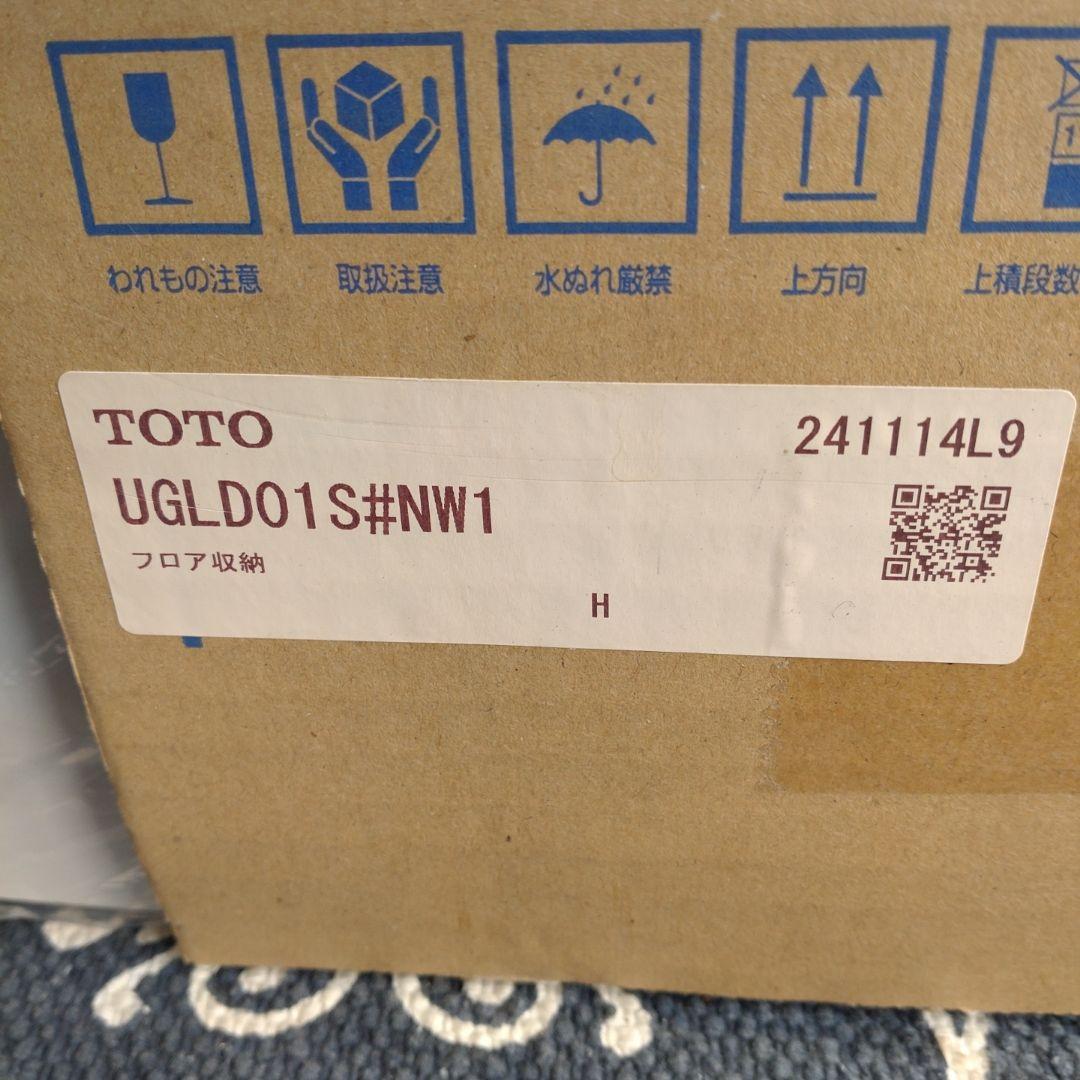 われもの注意 取扱注意 水ぬれ厳禁 上方向 上積段数
TOTO 241114L9
UGLD01S#NW1
フロア収納
H